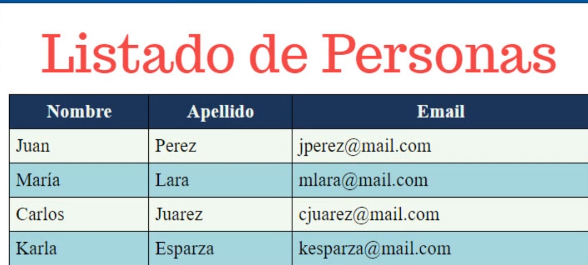 Listado de Personas
Nombre Apellido Email
Juan Perez jperez@mail.com
María Lara mlara@mail.com
Carlos Juarez cjuarez@mail.com
Karla Esparza kesparza@mail.com